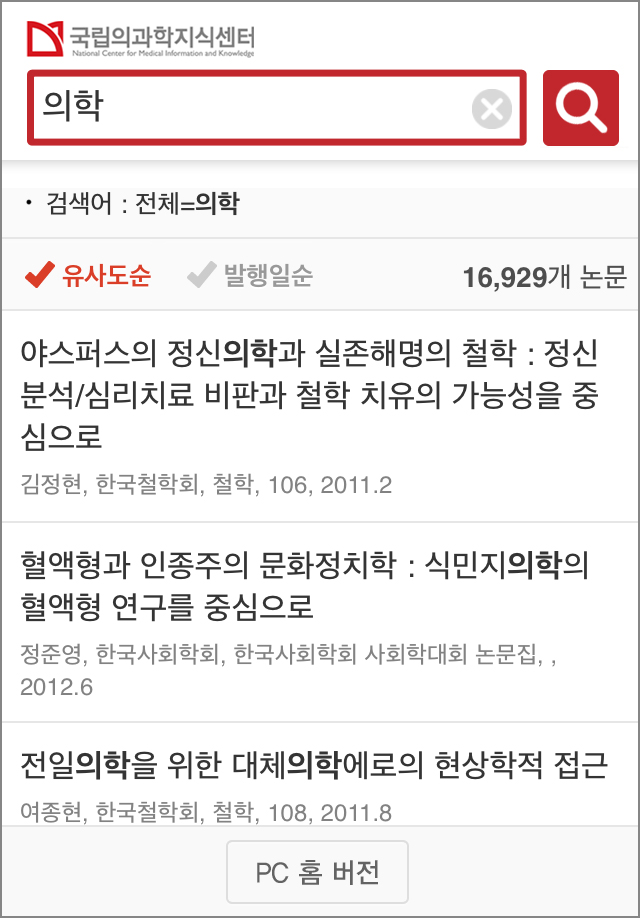 국립의과학지식센터
National Center for Medical Information and Knowledge
의학
· 검색어 : 전체=의학
유사도순 발행일순 16,929개 논문
야스퍼스의 정신의학과 실존해명의 철학 : 정신
분석/심리치료 비판과 철학 치유의 가능성을 중
심으로
김정현, 한국철학회, 철학, 106, 2011.2
혈액형과 인종주의 문화정치학 : 식민지의학의
혈액형 연구를 중심으로
정준영, 한국사회학회, 한국사회학회 사회학대회 논문집, ,
2012.6
전일의학을 위한 대체의학에로의 현상학적 접근
여종현, 한국철학회, 철학, 108, 2011.8
PC 홈 버전